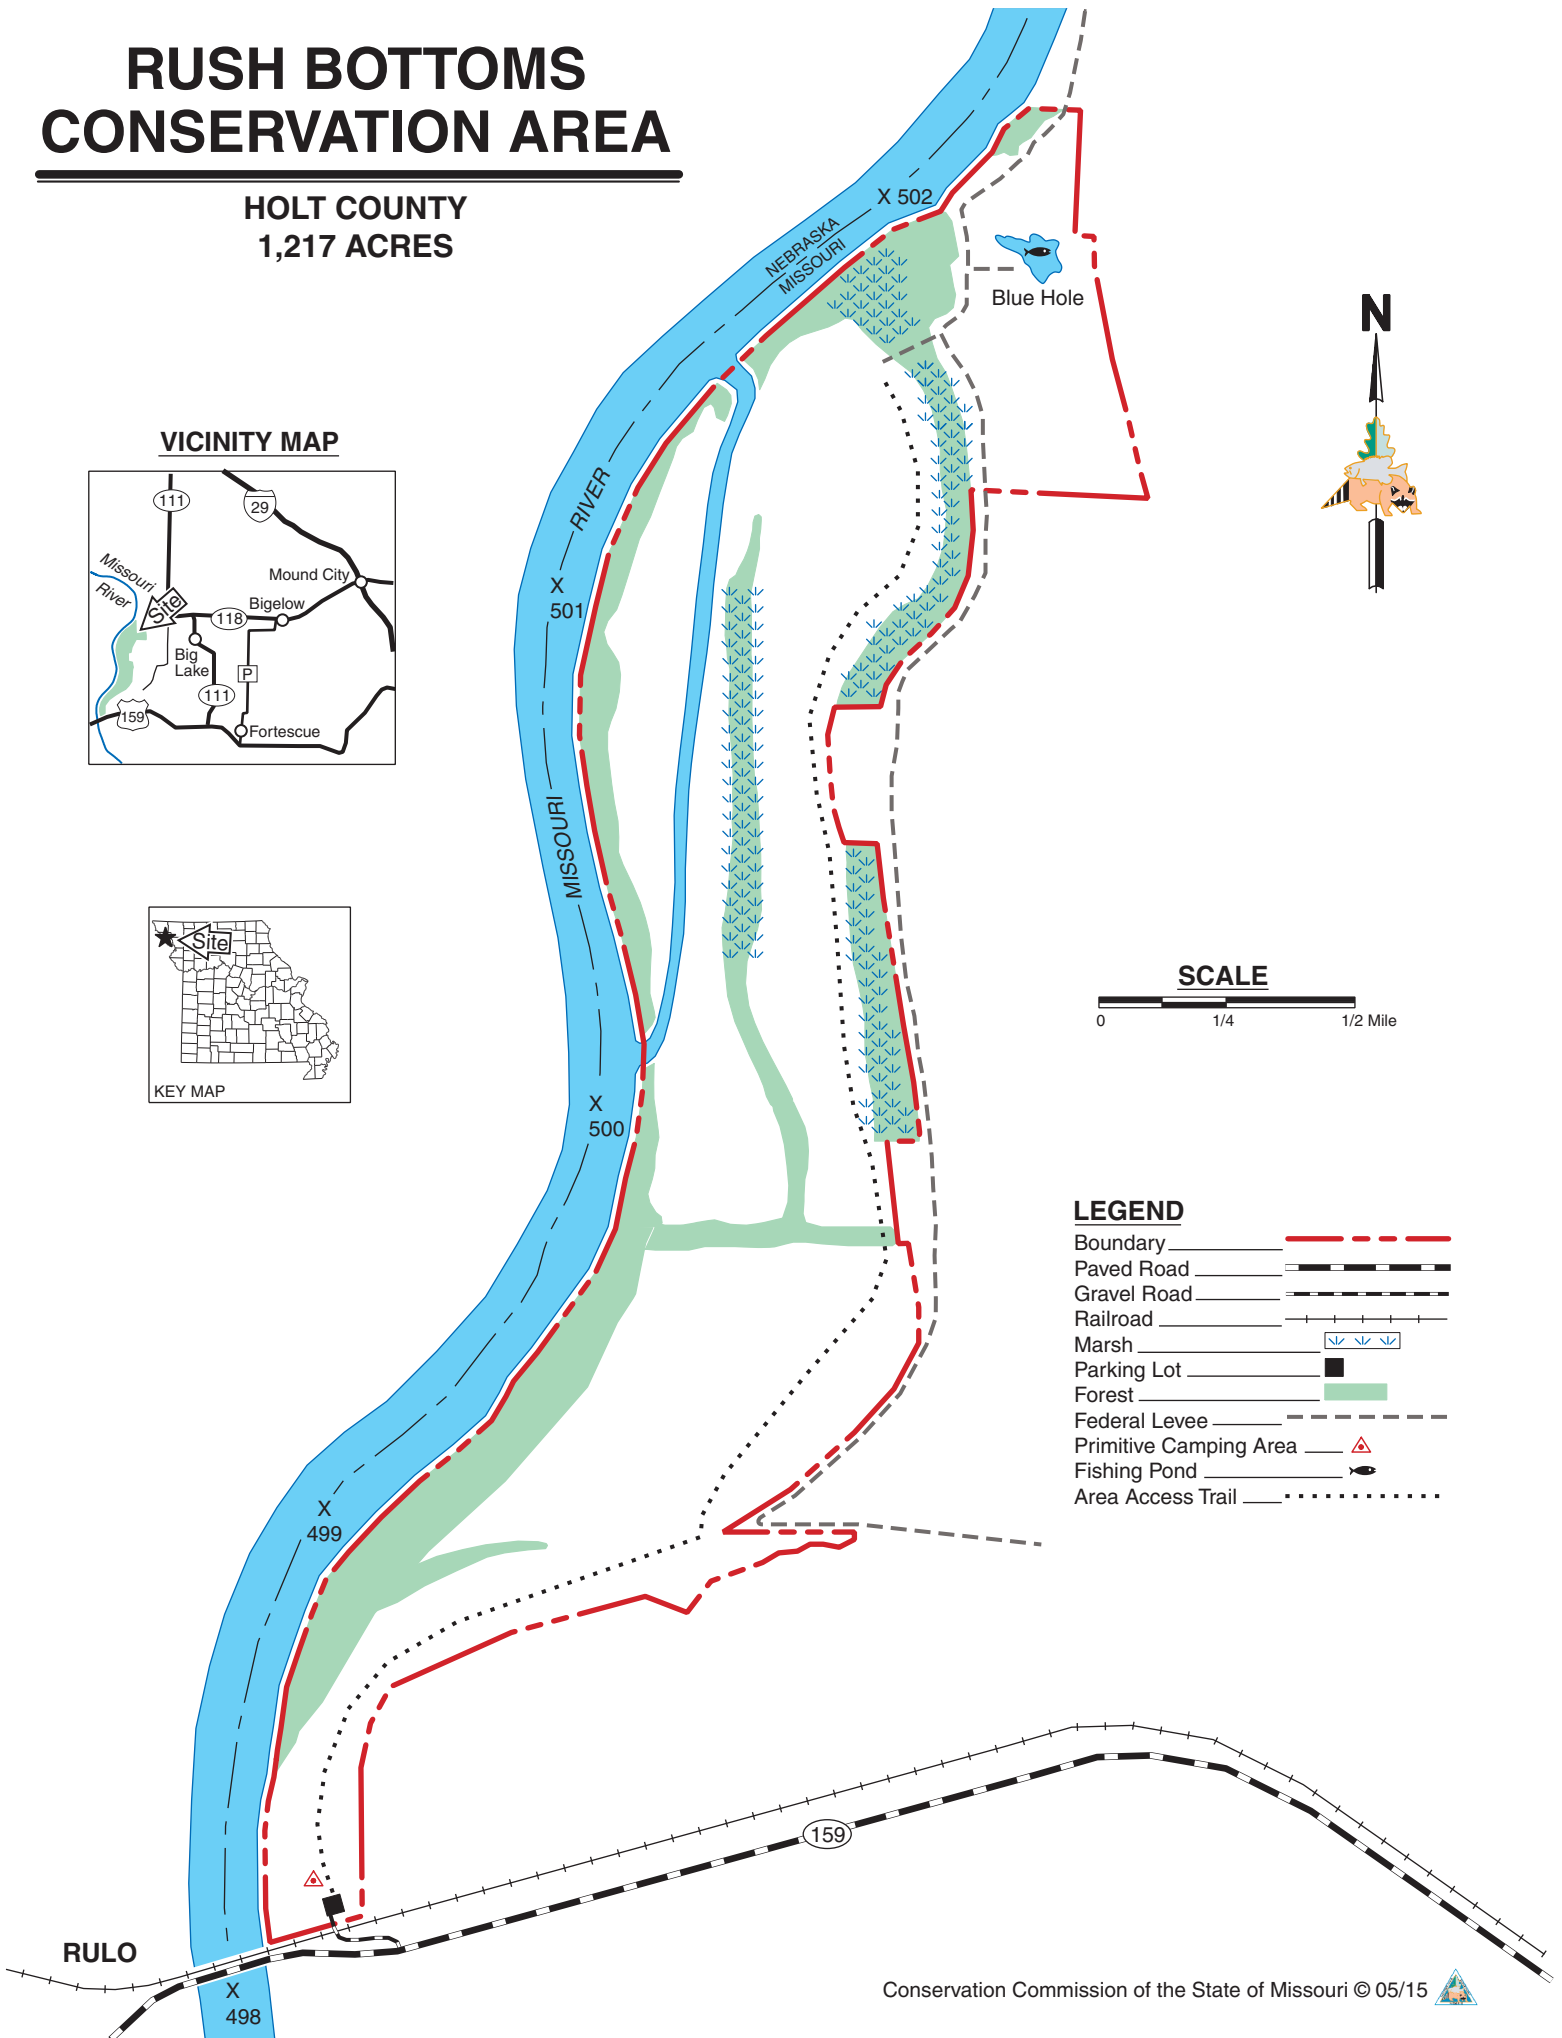 RUSH BOTTOMS
CONSERVATION AREA
HOLT COUNTY
1,217 ACRES
X 502
NEBRASKA
MISSOURI
Blue Hole
N
VICINITY MAP
111
29
Missouri
River
Mound City
Site
118
Bigelow
Big
Lake
P
111
159
Fortescue
RIVER
X
501
MISSOURI
Site
KEY MAP
SCALE
0 1/4 1/2 Mile
X
500
LEGEND
Boundary
Paved Road
Gravel Road
Railroad
Marsh
Parking Lot
Forest
Federal Levee
Primitive Camping Area
Fishing Pond
Area Access Trail
X
499
159
RULO
X
498
Conservation Commission of the State of Missouri © 05/15